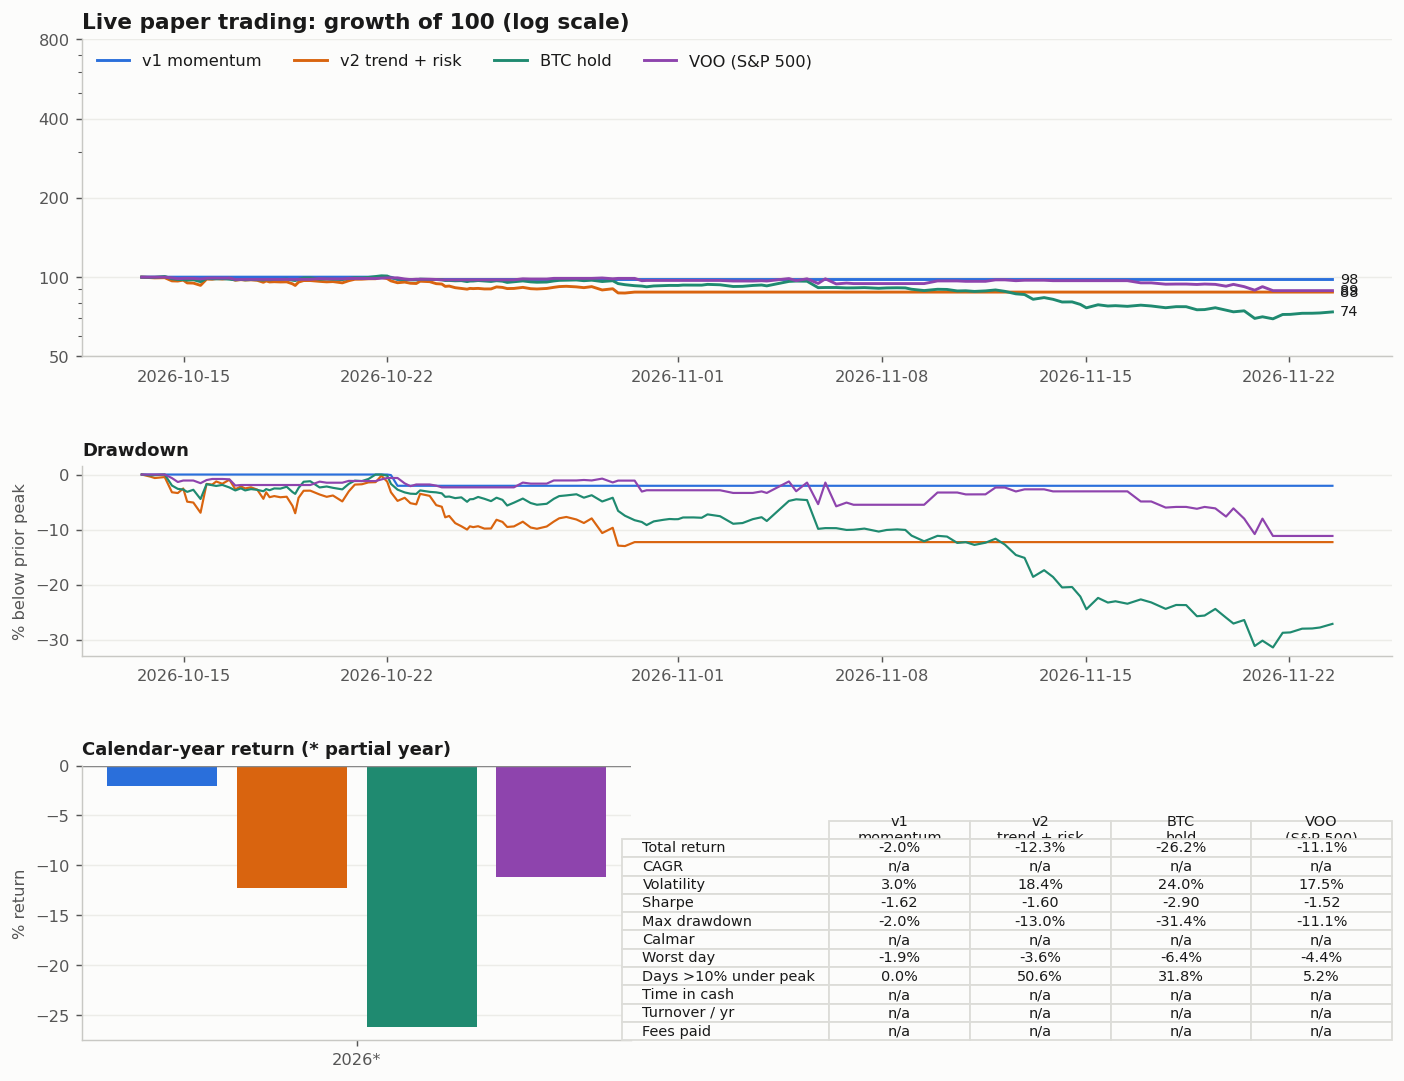 Live paper trading: growth of 100 (log scale)
v1 momentum
v2 trend + risk
BTC hold
VOO (S&P 500)
800
400
200
100
50
98
89
88
74
2026-10-15
2026-10-22
2026-11-01
2026-11-08
2026-11-15
2026-11-22
Drawdown
% below prior peak
0
−10
−20
−30
2026-10-15
2026-10-22
2026-11-01
2026-11-08
2026-11-15
2026-11-22
Calendar-year return (* partial year)
% return
0
−5
−10
−15
−20
−25
2026*
v1 momentum
v2 trend + risk
BTC hold
VOO (S&P 500)
Total return -2.0% -12.3% -26.2% -11.1%
CAGR n/a n/a n/a n/a
Volatility 3.0% 18.4% 24.0% 17.5%
Sharpe -1.62 -1.60 -2.90 -1.52
Max drawdown -2.0% -13.0% -31.4% -11.1%
Calmar n/a n/a n/a n/a
Worst day -1.9% -3.6% -6.4% -4.4%
Days >10% under peak 0.0% 50.6% 31.8% 5.2%
Time in cash n/a n/a n/a n/a
Turnover / yr n/a n/a n/a n/a
Fees paid n/a n/a n/a n/a